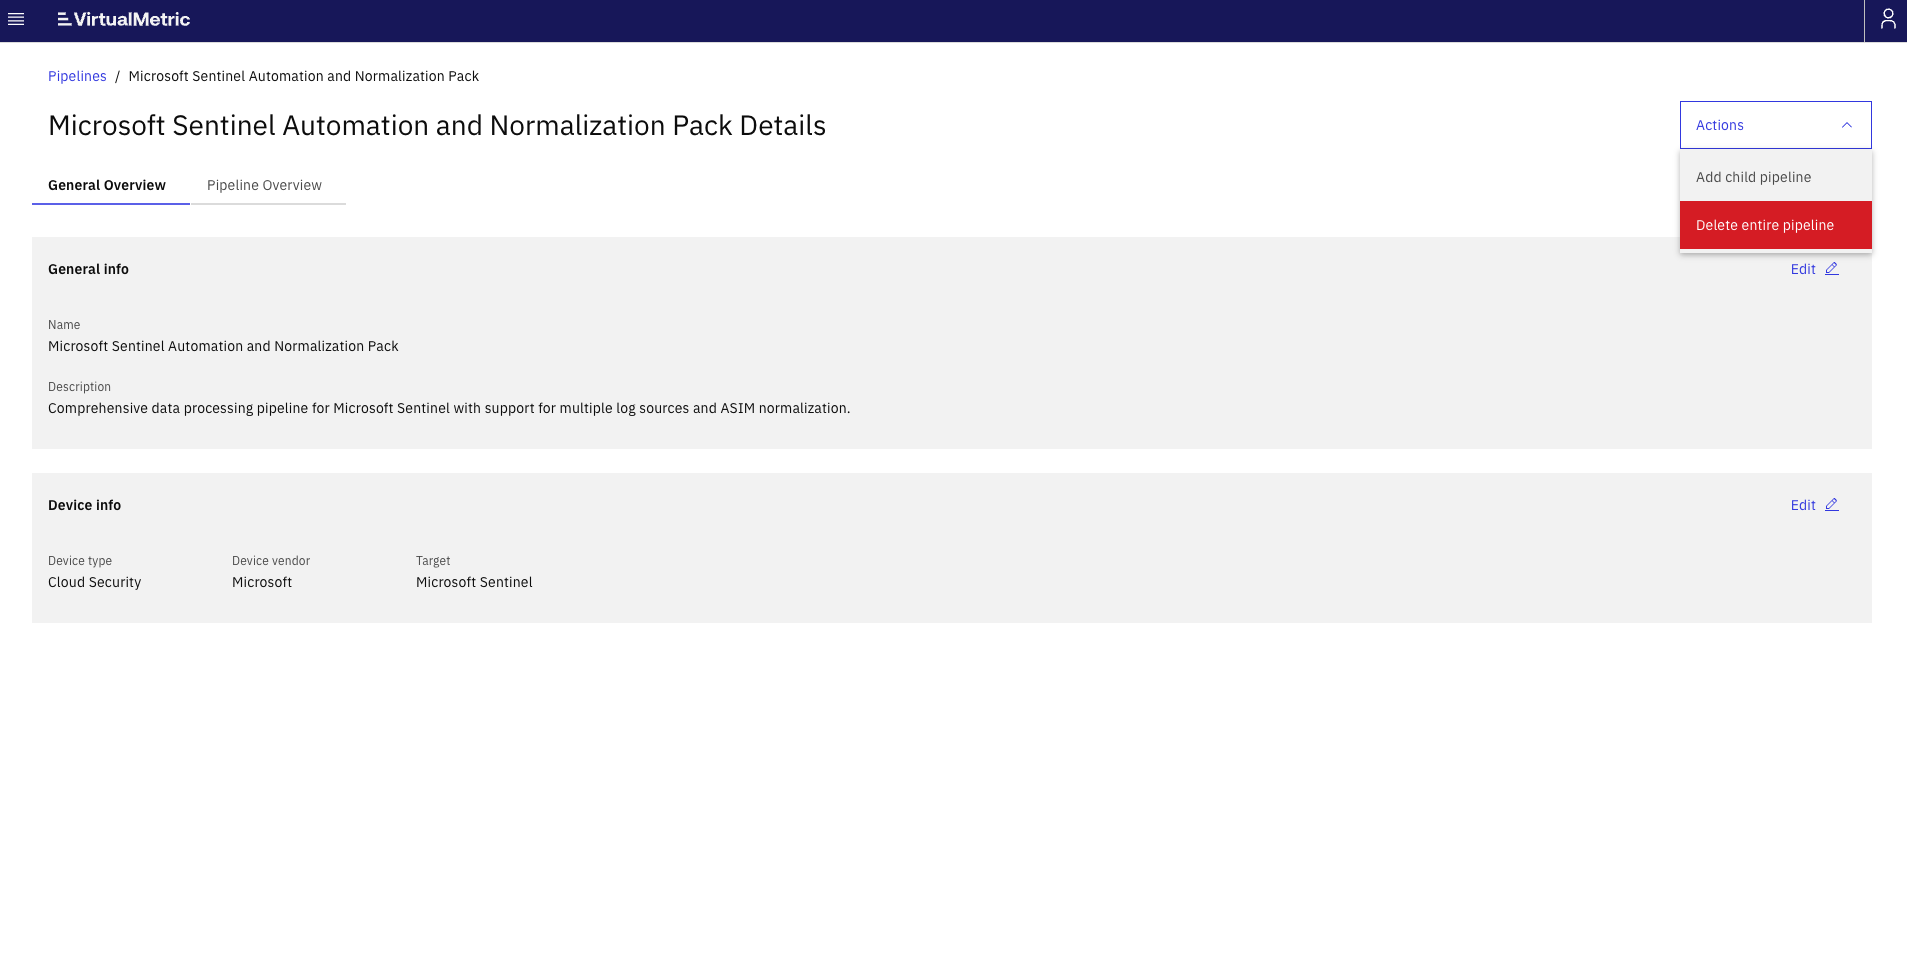 VirtualMetric
Pipelines / Microsoft Sentinel Automation and Normalization Pack
Microsoft Sentinel Automation and Normalization Pack Details
Actions
Add child pipeline
Delete entire pipeline
General Overview Pipeline Overview
General info Edit
Name
Microsoft Sentinel Automation and Normalization Pack
Description
Comprehensive data processing pipeline for Microsoft Sentinel with support for multiple log sources and ASIM normalization.
Device info Edit
Device type Device vendor Target
Cloud Security Microsoft Microsoft Sentinel